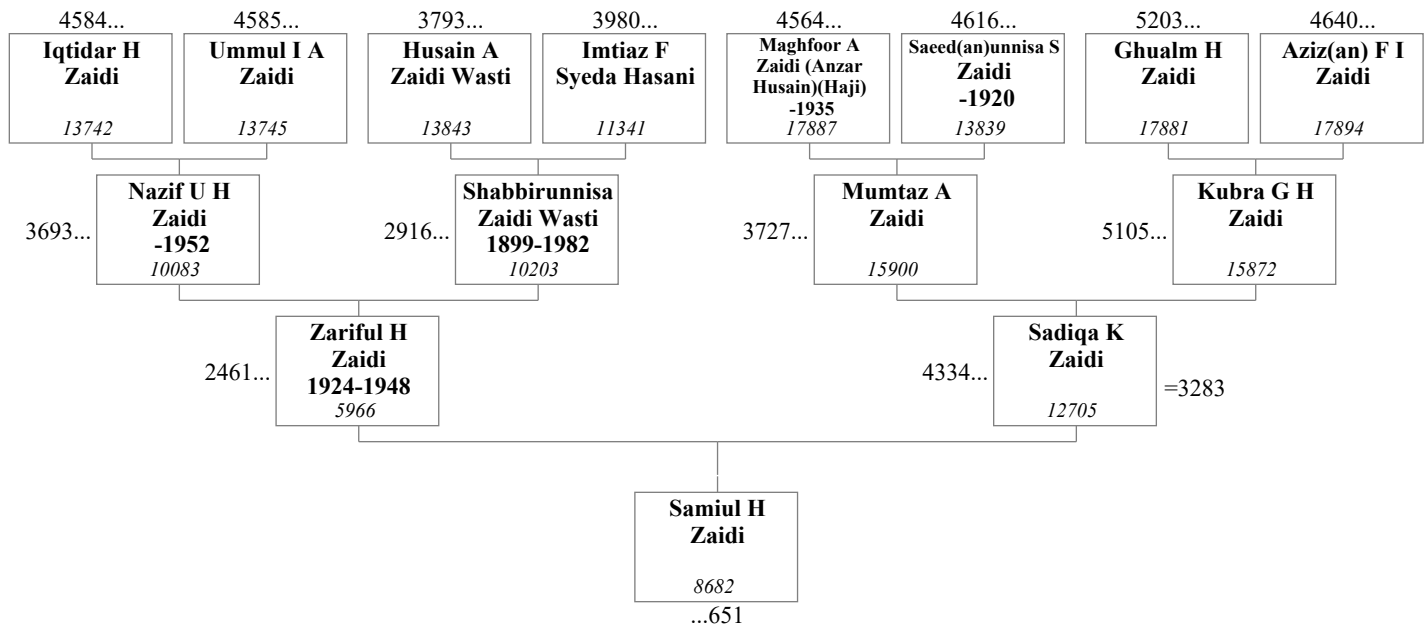 4584...
4585...
3793...
3980...
4564...
4616...
5203...
4640...
Iqtidar H
Zaidi
13742
Ummul I A
Zaidi
13745
Husain A
Zaidi Wasti
13843
Imtiaz F
Syeda Hasani
11341
Maghfoor A
Zaidi (Anzar
Husain)(Haji)
-1935
17887
Saeed(an)unnisa S
Zaidi
-1920
13839
Ghualm H
Zaidi
17881
Aziz(an) F I
Zaidi
17894
3693...
Nazif U H
Zaidi
-1952
10083
2916...
Shabbirunnisa
Zaidi Wasti
1899-1982
10203
3727...
Mumtaz A
Zaidi
15900
5105...
Kubra G H
Zaidi
15872
2461...
Zariful H
Zaidi
1924-1948
5966
4334...
Sadiqa K
Zaidi
12705
=3283
Samiul H
Zaidi
8682
...651